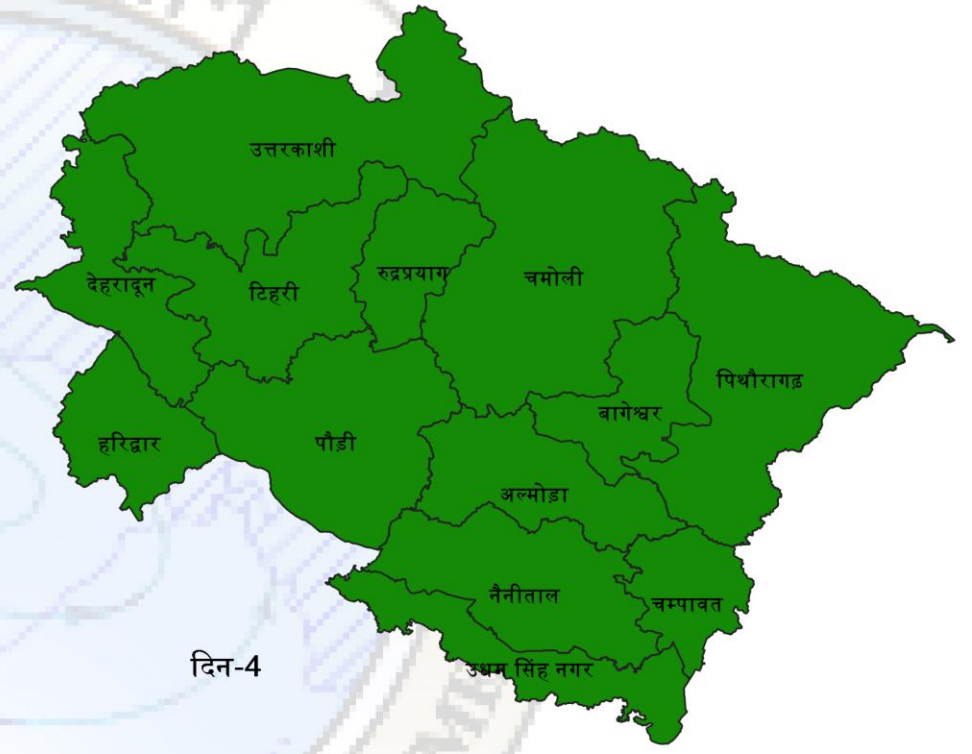 उत्तरकाशी
देहरादून
टिहरी
रुद्रप्रयाग
चमोली
पिथौरागढ़
बागेश्वर
हरिद्वार
पौड़ी
अल्मोड़ा
नैनीताल
चम्पावत
उधम सिंह नगर
दिन-4